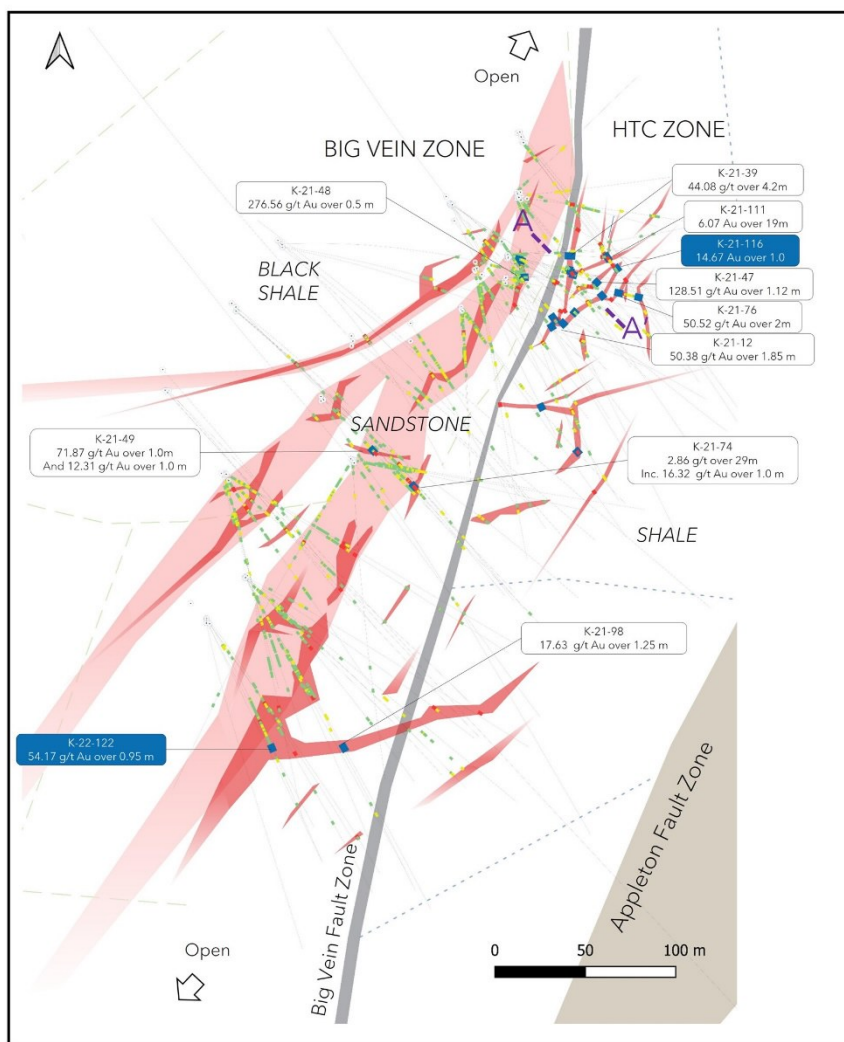 Open
HTC ZONE
BIG VEIN ZONE
K-21-39
44.08 g/t over 4.2m
K-21-48
276.56 g/t Au over 0.5 m
K-21-111
6.07 Au over 19m
A
K-21-116
14.67 Au over 1.0
BLACK
SHALE
K-21-47
128.51 g/t Au over 1.12 m
K-21-76
50.52 g/t Au over 2m
A
K-21-12
50.38 g/t Au over 1.85 m
SANDSTONE
K-21-49
71.87 g/t Au over 1.0m
And 12.31 g/t Au over 1.0 m
K-21-74
2.86 g/t over 29m
Inc. 16.32 g/t Au over 1.0 m
SHALE
K-21-98
17.63 g/t Au over 1.25 m
K-22-122
54.17 g/t Au over 0.95 m
Appleton Fault Zone
Big Vein Fault Zone
Open
0 50 100 m